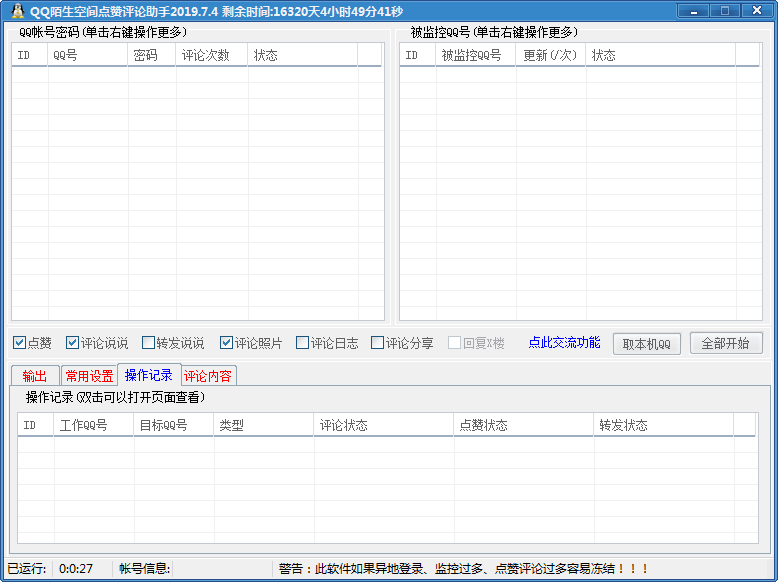 QQ陌生空间点赞评论助手2019.7.4 剩余时间:16320天4小时49分41秒
QQ帐号密码(单击右键操作更多)
ID QQ号 密码 评论次数 状态
被监控QQ号(单击右键操作更多)
ID 被监控QQ号 更新(/次) 状态
点赞 评论说说 转发说说 评论照片 评论日志 评论分享 回复X楼 点此交流功能 取本机QQ 全部开始
输出 常用设置 操作记录 评论内容
操作记录(双击可以打开页面查看)
ID 工作QQ号 目标QQ号 类型 评论状态 点赞状态 转发状态
已运行: 0:0:27 帐号信息: 警告：此软件如果异地登录、监控过多、点赞评论过多容易冻结！！！